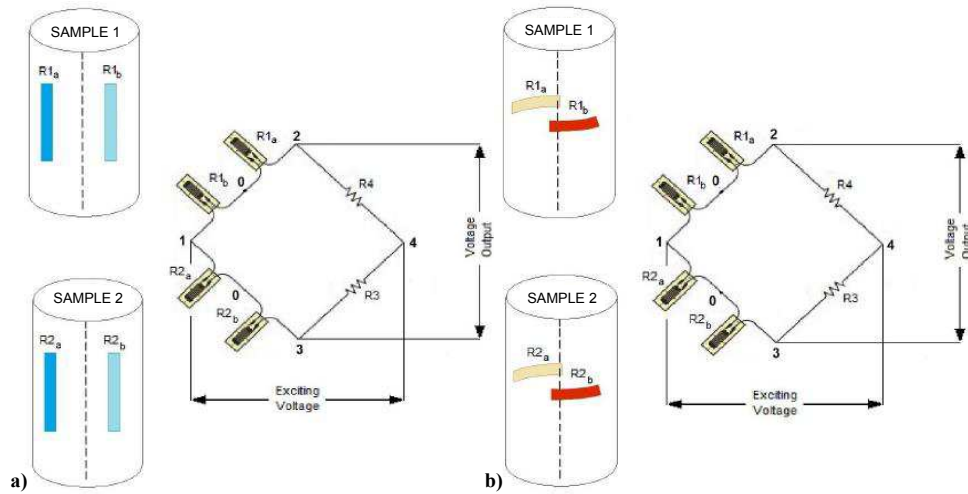 SAMPLE 1
R1a
R1b
R1a
2
R1b
0
R4
1
4
Voltage
Output
R2a
0
R3
R2b
3
SAMPLE 2
R2a
R2b
Exciting
Voltage
a)
SAMPLE 1
R1a
R1b
R1a
2
R1b
0
R4
1
4
Voltage
Output
R2a
0
R3
R2b
3
SAMPLE 2
R2a
R2b
Exciting
Voltage
b)